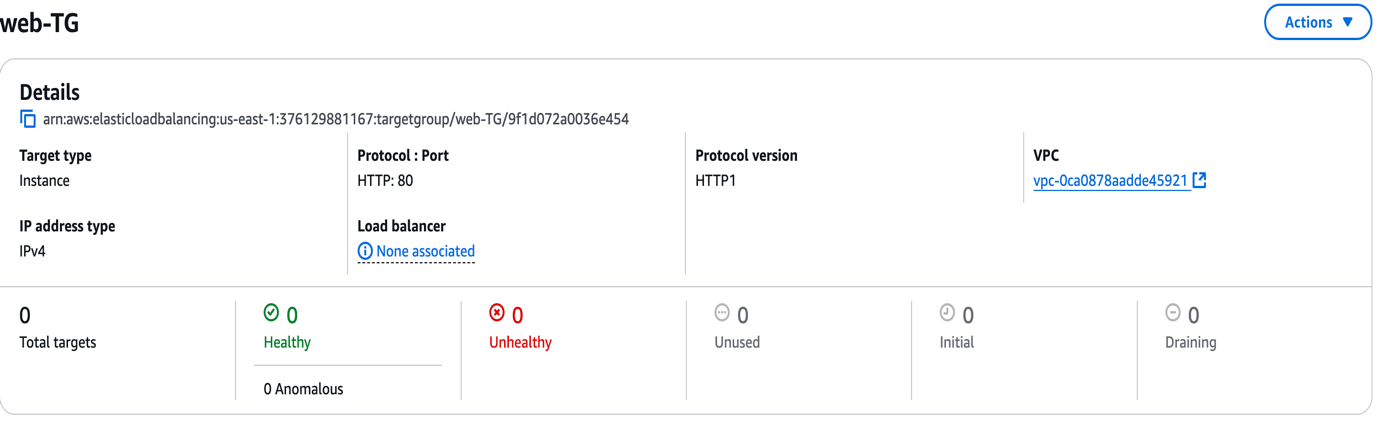 web-TG
Actions
Details
arn:aws:elasticloadbalancing:us-east-1:376129881167:targetgroup/web-TG/9f1d072a0036e454
Target type
Instance
Protocol : Port
HTTP: 80
Protocol version
HTTP1
VPC
vpc-0ca0878aadde45921
IP address type
IPv4
Load balancer
None associated
0
Total targets
0
Healthy
0 Anomalous
0
Unhealthy
0
Unused
0
Initial
0
Draining